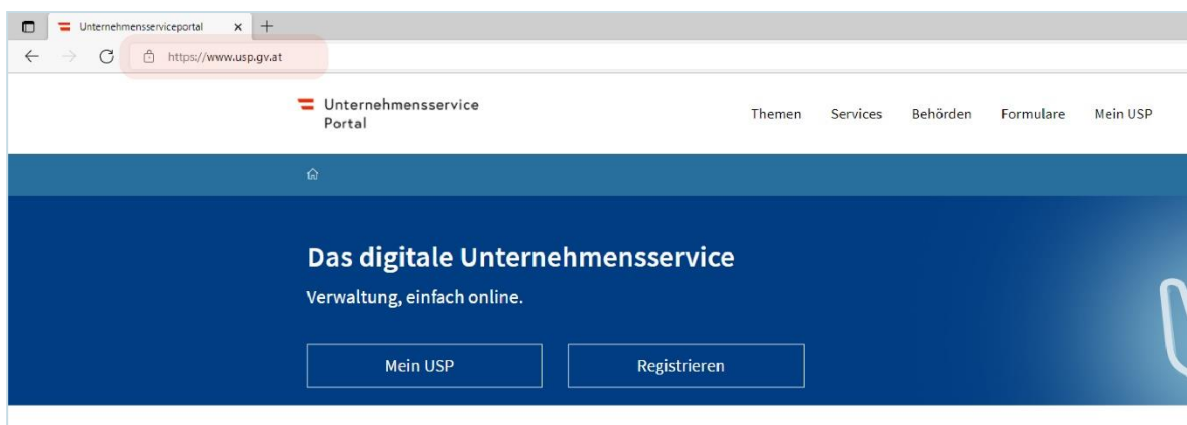 Unternehmensserviceportal
https://www.usp.gv.at
Unternehmensservice
Portal
Themen Services Behörden Formulare Mein USP
Das digitale Unternehmensservice
Verwaltung, einfach online.
Mein USP Registrieren